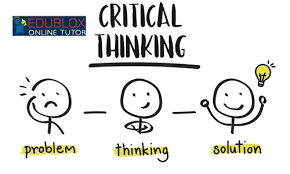 EDUBLOX
ONLINE TUTOR
CRITICAL
THINKING
problem
thinking
solution